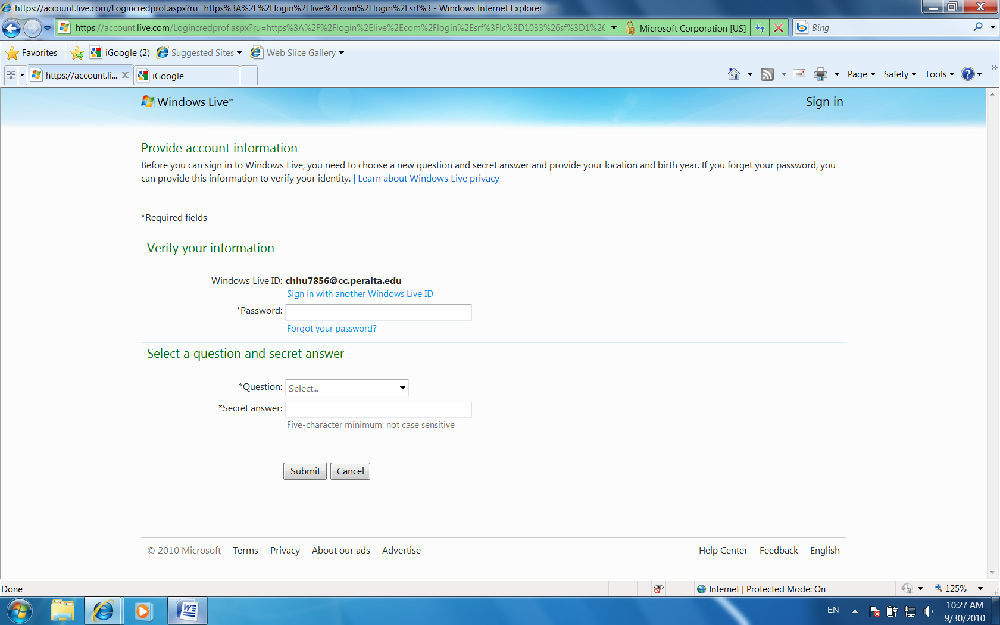 https://account.live.com/Logincredprof.aspx?ru=https%3A%2F%2Flogin%2Elive%2Ecom%2Flogin%2Esrf%3 - Windows Internet Explorer
https://account.live.com/Logincredprof.aspx?ru=https%3A%2F%2Flogin%2Elive%2Ecom%2Flogin%2Esrf%3Flc%3D1033%26sf%3D1%26 Microsoft Corporation [US] Bing
Favorites iGoogle (2) Suggested Sites Web Slice Gallery
https://account.li... iGoogle Page Safety Tools
Windows Live™ Sign in
Provide account information
Before you can sign in to Windows Live, you need to choose a new question and secret answer and provide your location and birth year. If you forget your password, you
can provide this information to verify your identity. | Learn about Windows Live privacy
*Required fields
Verify your information
Windows Live ID: chhu7856@cc.peralta.edu
Sign in with another Windows Live ID
*Password:
Forgot your password?
Select a question and secret answer
*Question: Select...
*Secret answer:
Five-character minimum; not case sensitive
Submit Cancel
© 2010 Microsoft Terms Privacy About our ads Advertise Help Center Feedback English
Done Internet | Protected Mode: On 125%
EN 10:27 AM
9/30/2010